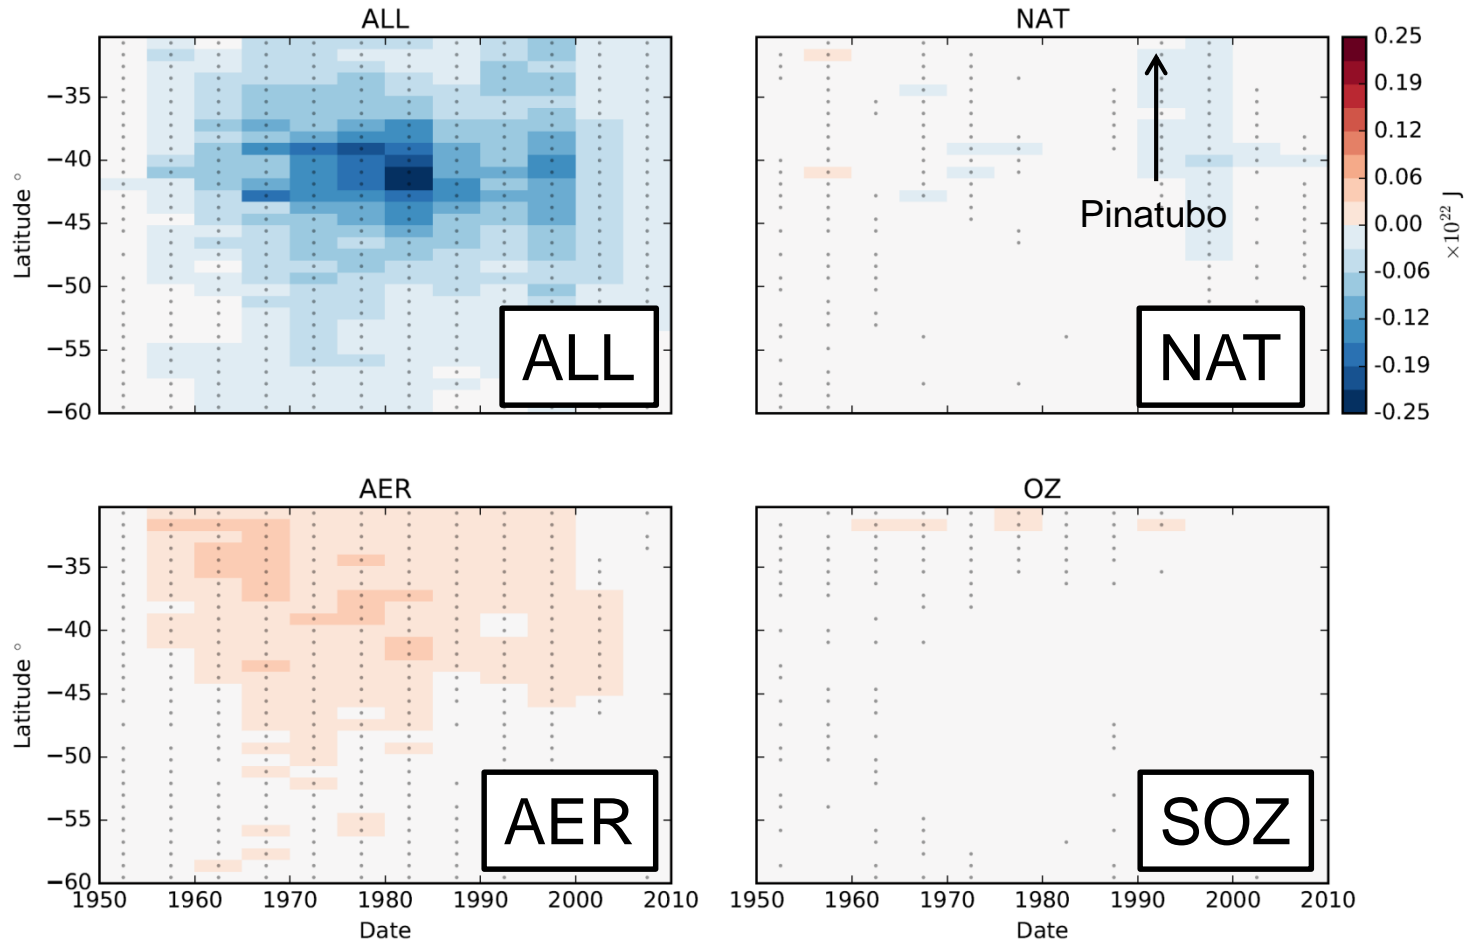 ALL
NAT
−35
−40
−45
−50
−55
−60
Latitude °
ALL
Pinatubo
NAT
0.25
0.19
0.12
0.06
0.00
-0.06
-0.12
-0.19
-0.25
×10²² J
AER
OZ
−35
−40
−45
−50
−55
−60
Latitude °
AER
SOZ
1950 1960 1970 1980 1990 2000 2010
1950 1960 1970 1980 1990 2000 2010
Date
Date